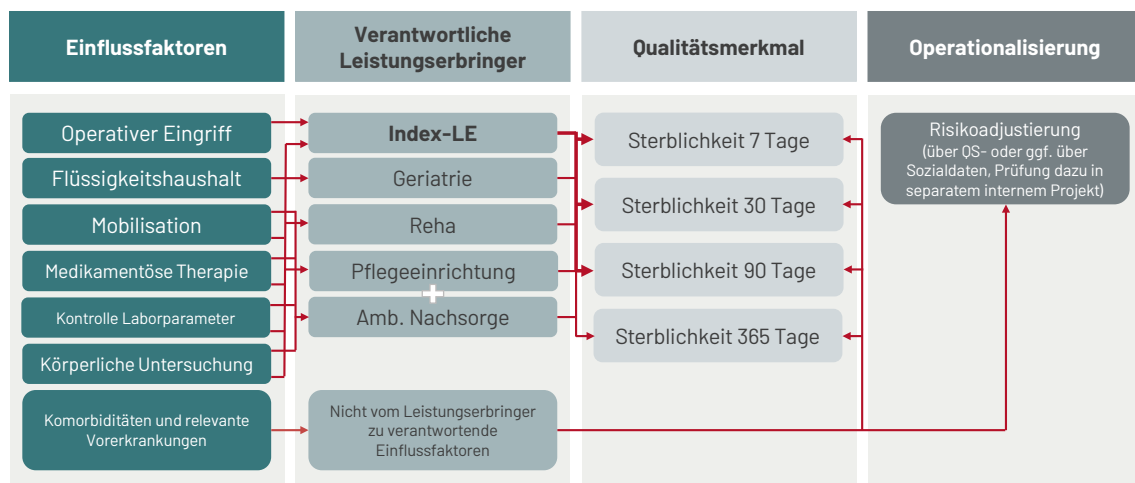 Einflussfaktoren
Verantwortliche
Leistungserbringer
Qualitätsmerkmal
Operationalisierung
Operativer Eingriff
Flüssigkeitshaushalt
Mobilisation
Medikamentöse Therapie
Kontrolle Laborparameter
Körperliche Untersuchung
Komorbiditäten und relevante
Vorerkrankungen
Index-LE
Geriatrie
Reha
Pflegeeinrichtung
+
Amb. Nachsorge
Nicht vom Leistungserbringer
zu verantwortende
Einflussfaktoren
Sterblichkeit 7 Tage
Sterblichkeit 30 Tage
Sterblichkeit 90 Tage
Sterblichkeit 365 Tage
Risikoadjustierung
(über QS- oder ggf. über
Sozialdaten, Prüfung dazu in
separatem internem Projekt)